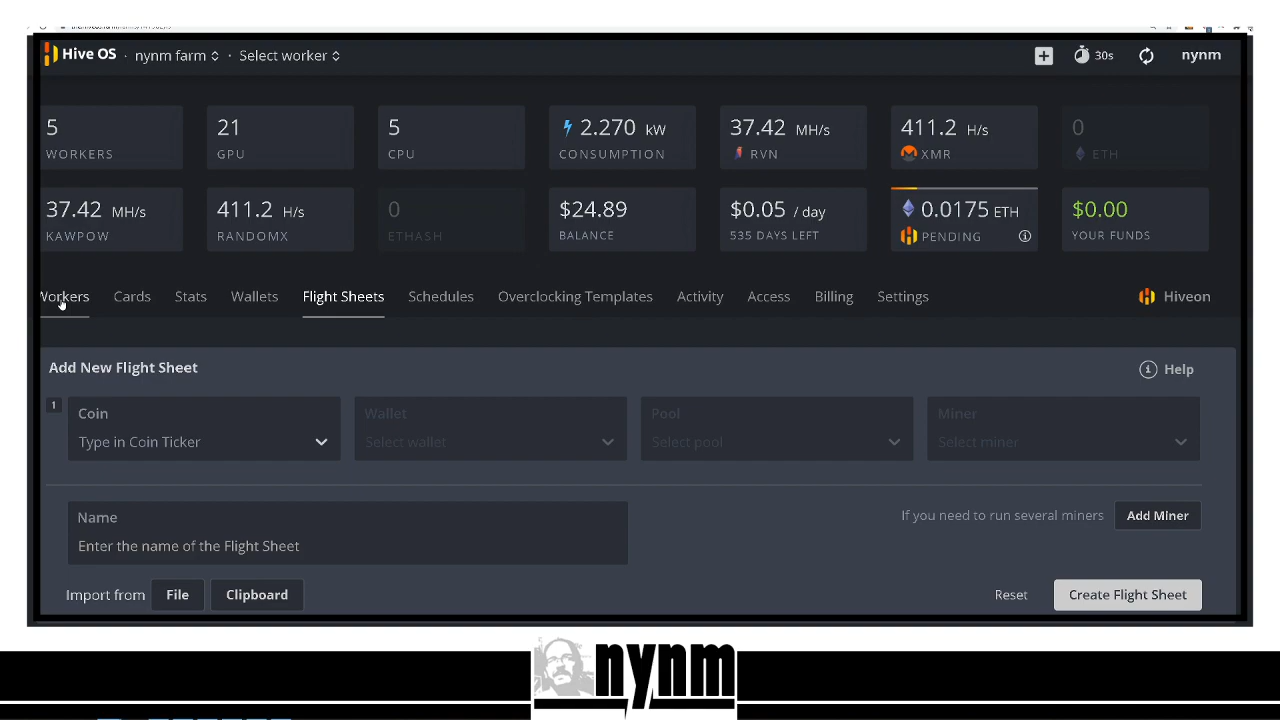 Hive OS · nynm farm · Select worker 30s nynm
5 21 5 2.270 kW 37.42 MH/s 411.2 H/s 0
WORKERS GPU CPU CONSUMPTION RVN XMR ETH
37.42 MH/s 411.2 H/s 0 $24.89 $0.05 / day 0.0175 ETH $0.00
KAWPOW RANDOMX ETHASH BALANCE 535 DAYS LEFT PENDING YOUR FUNDS
Workers Cards Stats Wallets Flight Sheets Schedules Overclocking Templates Activity Access Billing Settings Hiveon
Add New Flight Sheet Help
1 Coin Wallet Pool Miner
Type in Coin Ticker Select wallet Select pool Select miner
Name
If you need to run several miners Add Miner
Enter the name of the Flight Sheet
Import from File Clipboard Reset Create Flight Sheet
nynm